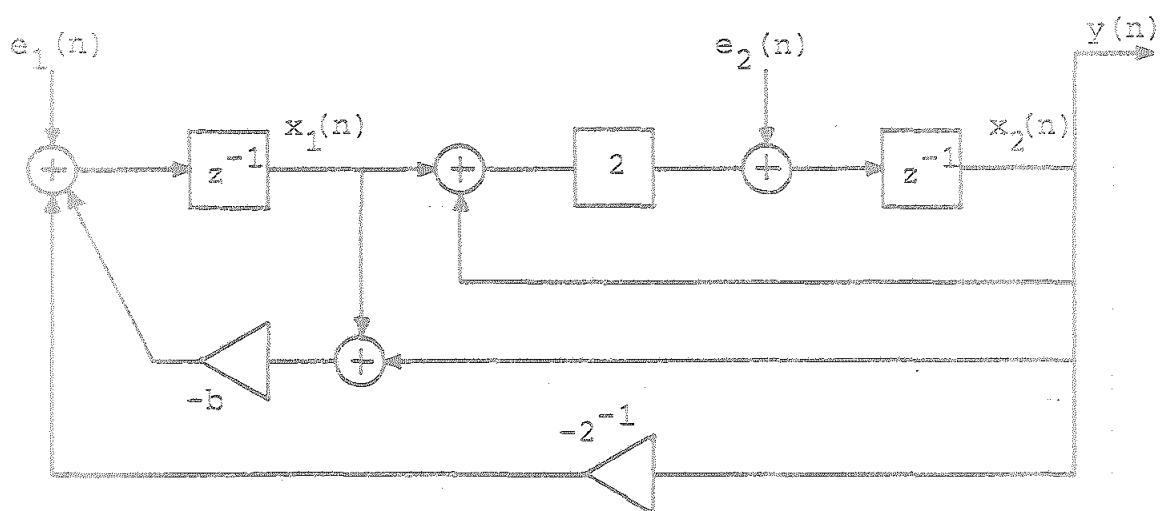 e₁(n)
e₂(n)
y(n)
x₁(n)
x₂(n)
+
z⁻¹
+
2
+
z⁻¹
+
-b
-2⁻¹